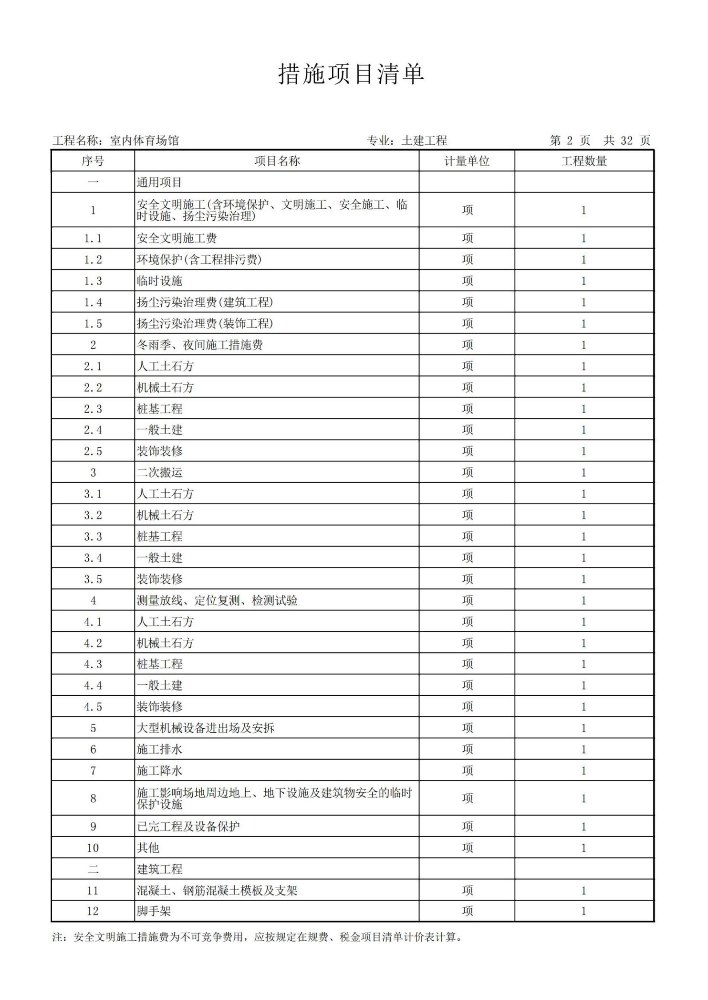 措施项目清单
工程名称：室内体育场馆 专业：土建工程 第 2 页 共 32 页
序号 项目名称 计量单位 工程数量
一 通用项目
1 安全文明施工(含环境保护、文明施工、安全施工、临
时设施、扬尘污染治理) 项 1
1.1 安全文明施工费 项 1
1.2 环境保护(含工程排污费) 项 1
1.3 临时设施 项 1
1.4 扬尘污染治理费(建筑工程) 项 1
1.5 扬尘污染治理费(装饰工程) 项 1
2 冬雨季、夜间施工措施费 项 1
2.1 人工土石方 项 1
2.2 机械土石方 项 1
2.3 桩基工程 项 1
2.4 一般土建 项 1
2.5 装饰装修 项 1
3 二次搬运 项 1
3.1 人工土石方 项 1
3.2 机械土石方 项 1
3.3 桩基工程 项 1
3.4 一般土建 项 1
3.5 装饰装修 项 1
4 测量放线、定位复测、检测试验 项 1
4.1 人工土石方 项 1
4.2 机械土石方 项 1
4.3 桩基工程 项 1
4.4 一般土建 项 1
4.5 装饰装修 项 1
5 大型机械设备进出场及安拆 项 1
6 施工排水 项 1
7 施工降水 项 1
8 施工影响场地周边地上、地下设施及建筑物安全的临时
保护设施 项 1
9 已完工程及设备保护 项 1
10 其他 项 1
二 建筑工程
11 混凝土、钢筋混凝土模板及支架 项 1
12 脚手架 项 1
注：安全文明施工措施费为不可竞争费用，应按规定在规费、税金项目清单计价表计算。